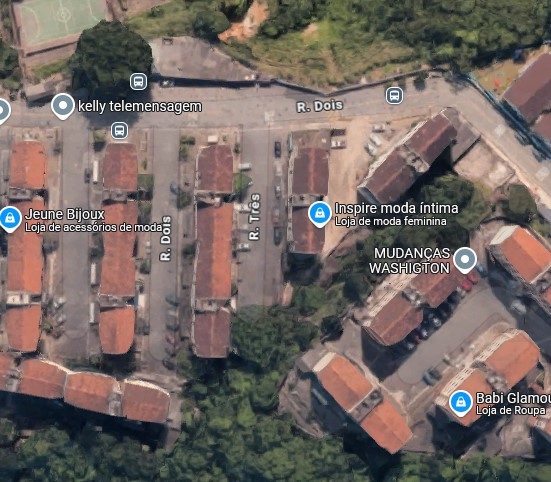 kelly telemensagem
R. Dois
Jeune Bijoux
Loja de acessórios de moda
R. Dois
R. Três
Inspire moda íntima
Loja de moda feminina
MUDANÇAS
WASHIGTON
Babi Glamou
Loja de Roupa